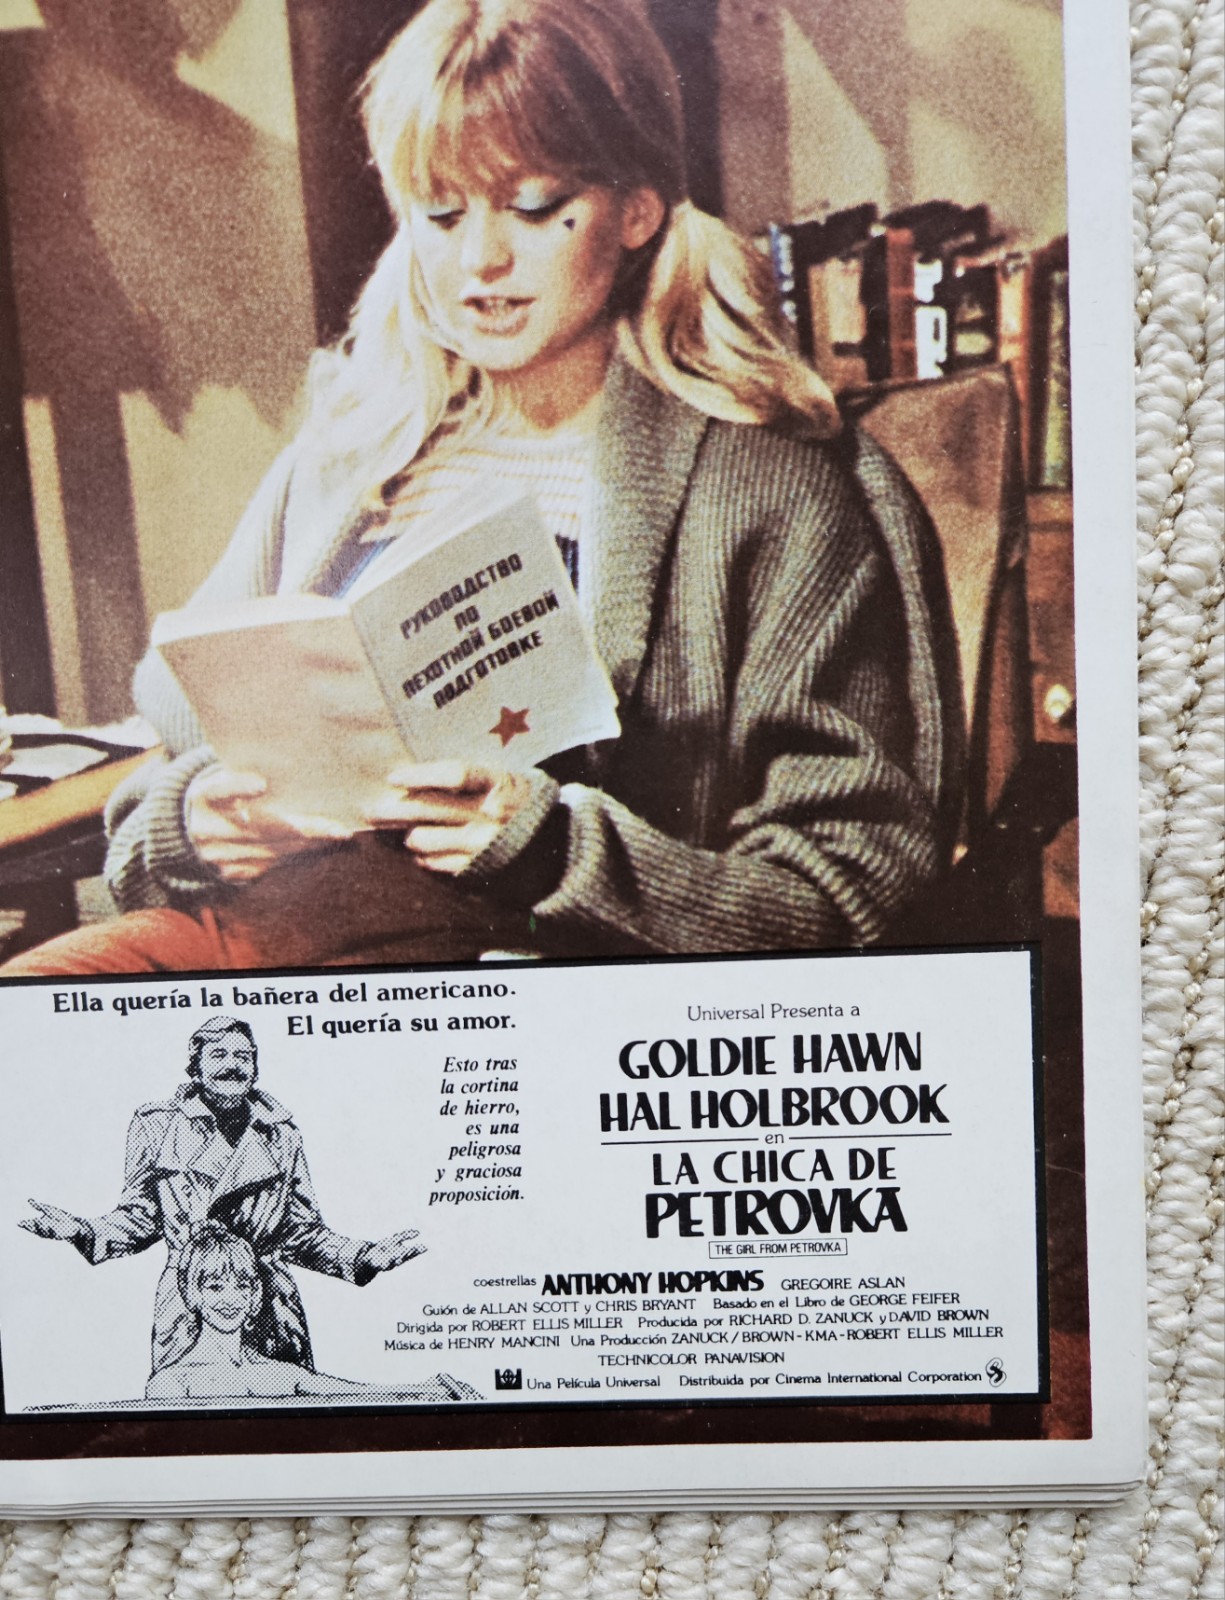 РУКОВОДСТВО
ПО
ПЕХОТНОЙ БОЕВОЙ
ПОДГОТОВКЕ
Ella quería la bañera del americano.
El quería su amor.
Esto tras
la cortina
de hierro,
es una
peligrosa
y graciosa
proposición.
Universal Presenta a
GOLDIE HAWN
HAL HOLBROOK
en
LA CHICA DE
PETROVKA
THE GIRL FROM PETROVKA
coestrellas ANTHONY HOPKINS GREGOIRE ASLAN
Guión de ALLAN SCOTT y CHRIS BRYANT Basado en el Libro de GEORGE FEIFER
Dirigida por ROBERT ELLIS MILLER Producida por RICHARD D. ZANUCK y DAVID BROWN
Música de HENRY MANCINI Una Producción ZANUCK / BROWN - KMA - ROBERT ELLIS MILLER
TECHNICOLOR PANAVISION
Una Película Universal Distribuida por Cinema International Corporation